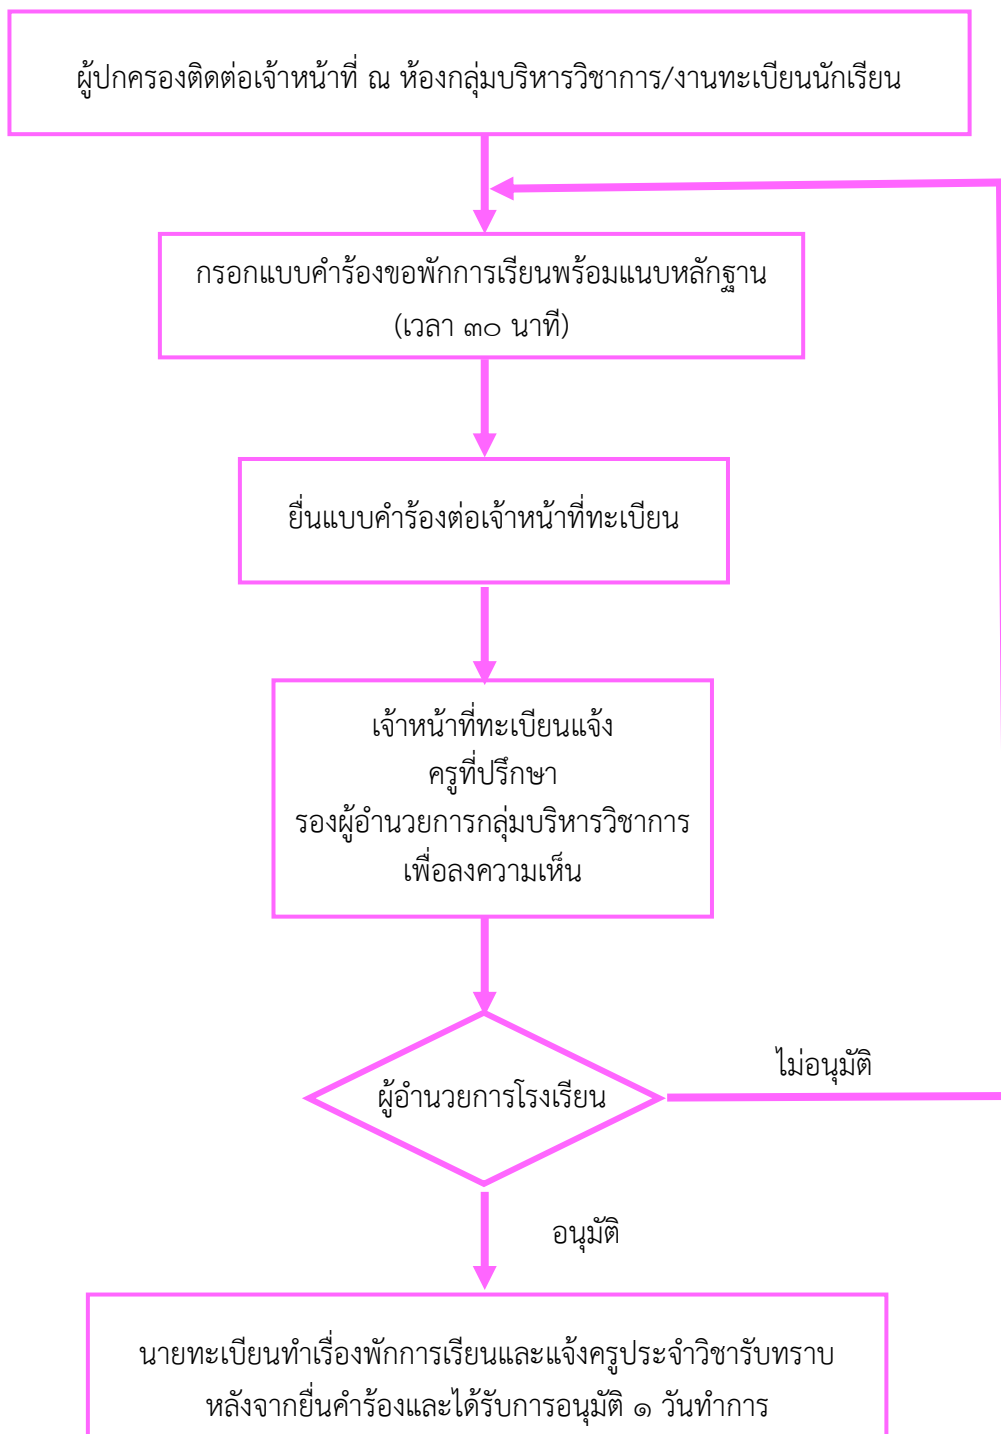 ผู้ปกครองติดต่อเจ้าหน้าที่ ณ ห้องกลุ่มบริหารวิชาการ/งานทะเบียนนักเรียน
กรอกแบบคำร้องขอพักการเรียนพร้อมแนบหลักฐาน
(เวลา ๓๐ นาที)
ยื่นแบบคำร้องต่อเจ้าหน้าที่ทะเบียน
เจ้าหน้าที่ทะเบียนแจ้ง
ครูที่ปรึกษา
รองผู้อำนวยการกลุ่มบริหารวิชาการ
เพื่อลงความเห็น
ไม่อนุมัติ
ผู้อำนวยการโรงเรียน
อนุมัติ
นายทะเบียนทำเรื่องพักการเรียนและแจ้งครูประจำวิชารับทราบ
หลังจากยื่นคำร้องและได้รับการอนุมัติ ๑ วันทำการ